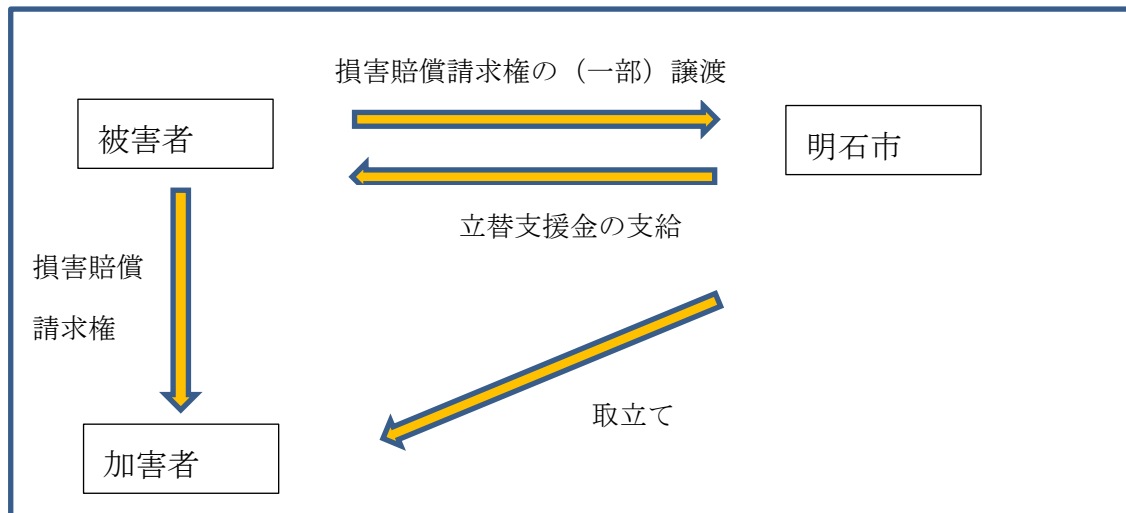 損害賠償請求権の（一部）譲渡
被害者
明石市
立替支援金の支給
損害賠償
請求権
取立て
加害者